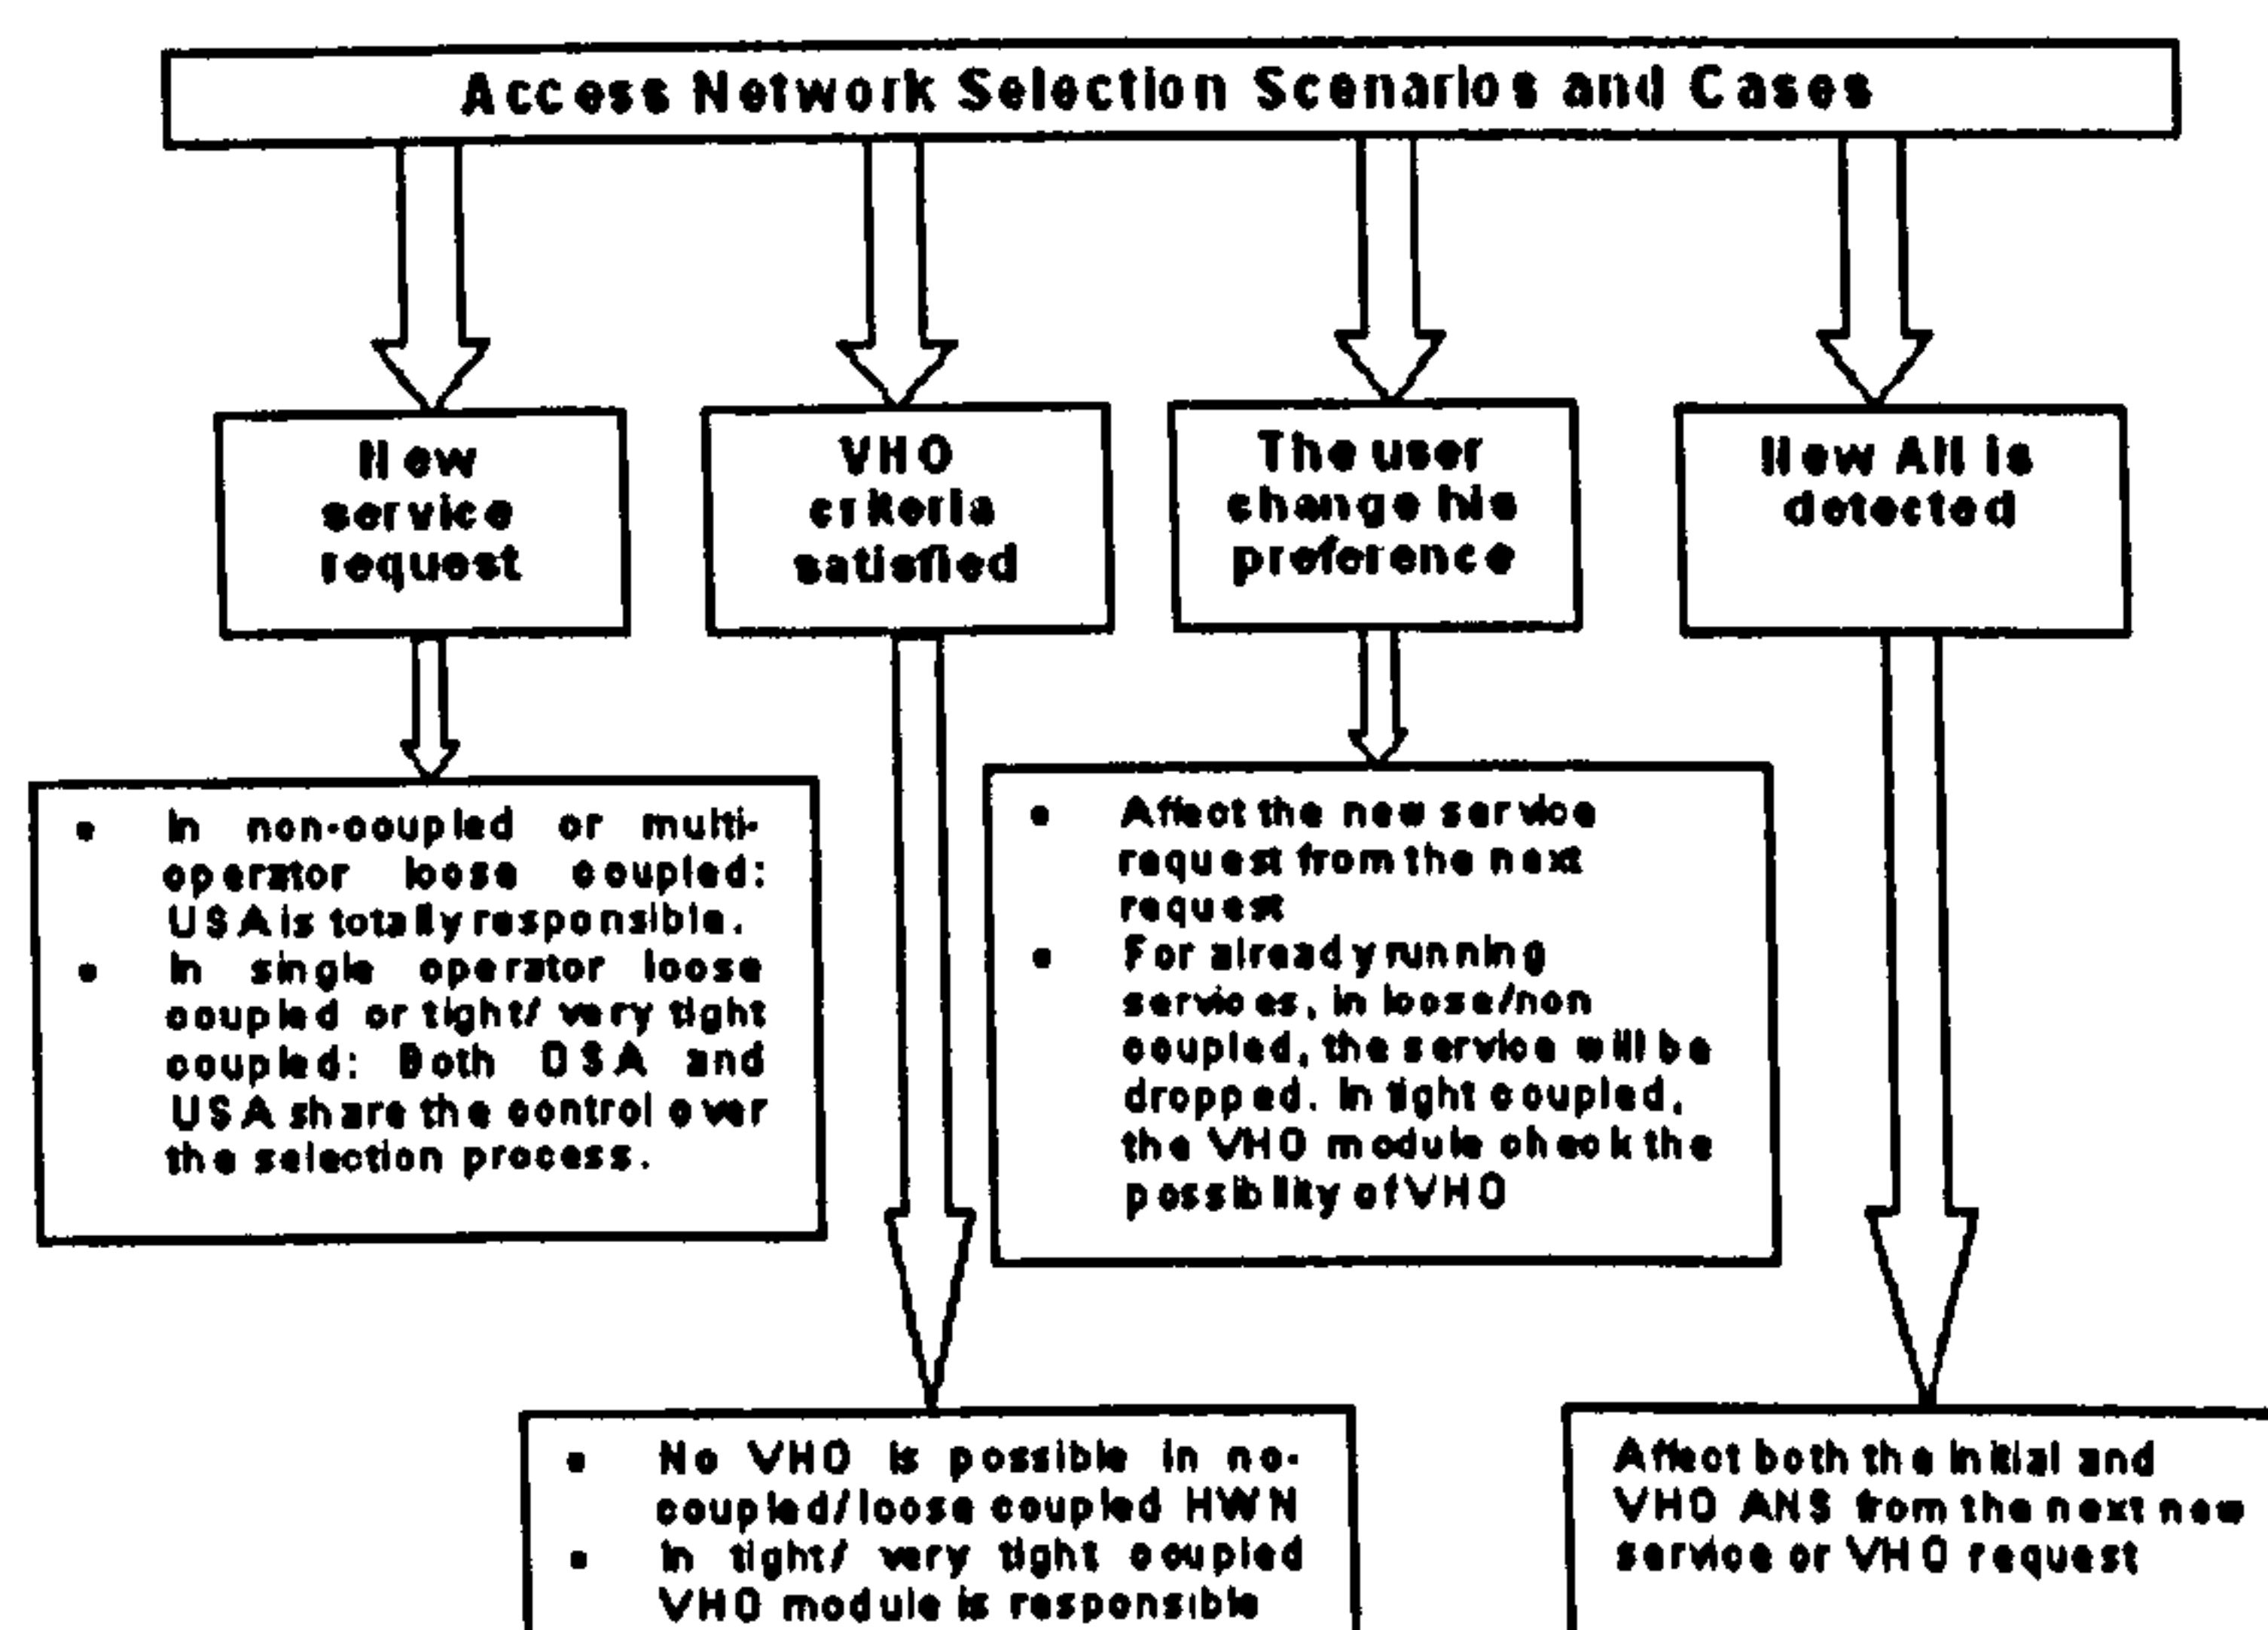 Access Network Selection Scenarios and Cases
New
service
request
VHO
criteria
satisfied
The user
change his
preference
New AN is
detected
• In non-coupled or multi-
operator loose coupled:
USA is totally responsible.
• In single operator loose
coupled or tight/ very tight
coupled: Both OSA and
USA share the control over
the selection process.
• Affect the new service
request from the next
request
• For already running
services, in loose/non
coupled, the service will be
dropped. In tight coupled,
the VHO module check the
possibility of VHO
• No VHO is possible in no-
coupled/loose coupled HWN
• In tight/ very tight coupled
VHO module is responsible
Affect both the initial and
VHO ANS from the next new
service or VHO request